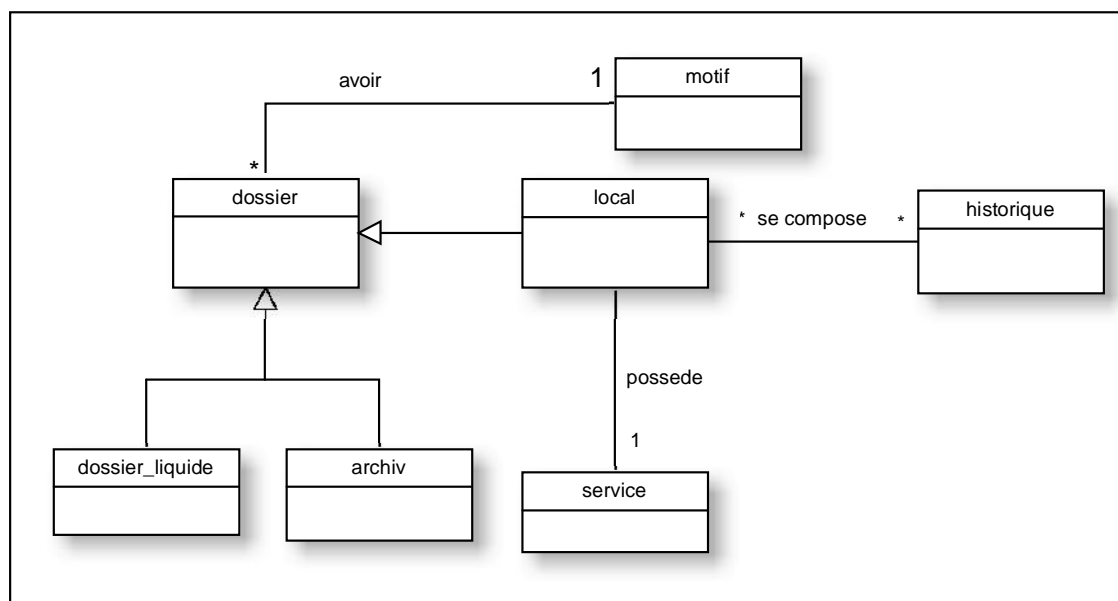 avoir
1
motif
*
dossier
local
* se compose *
historique
possede
1
dossier_liquide
archiv
service